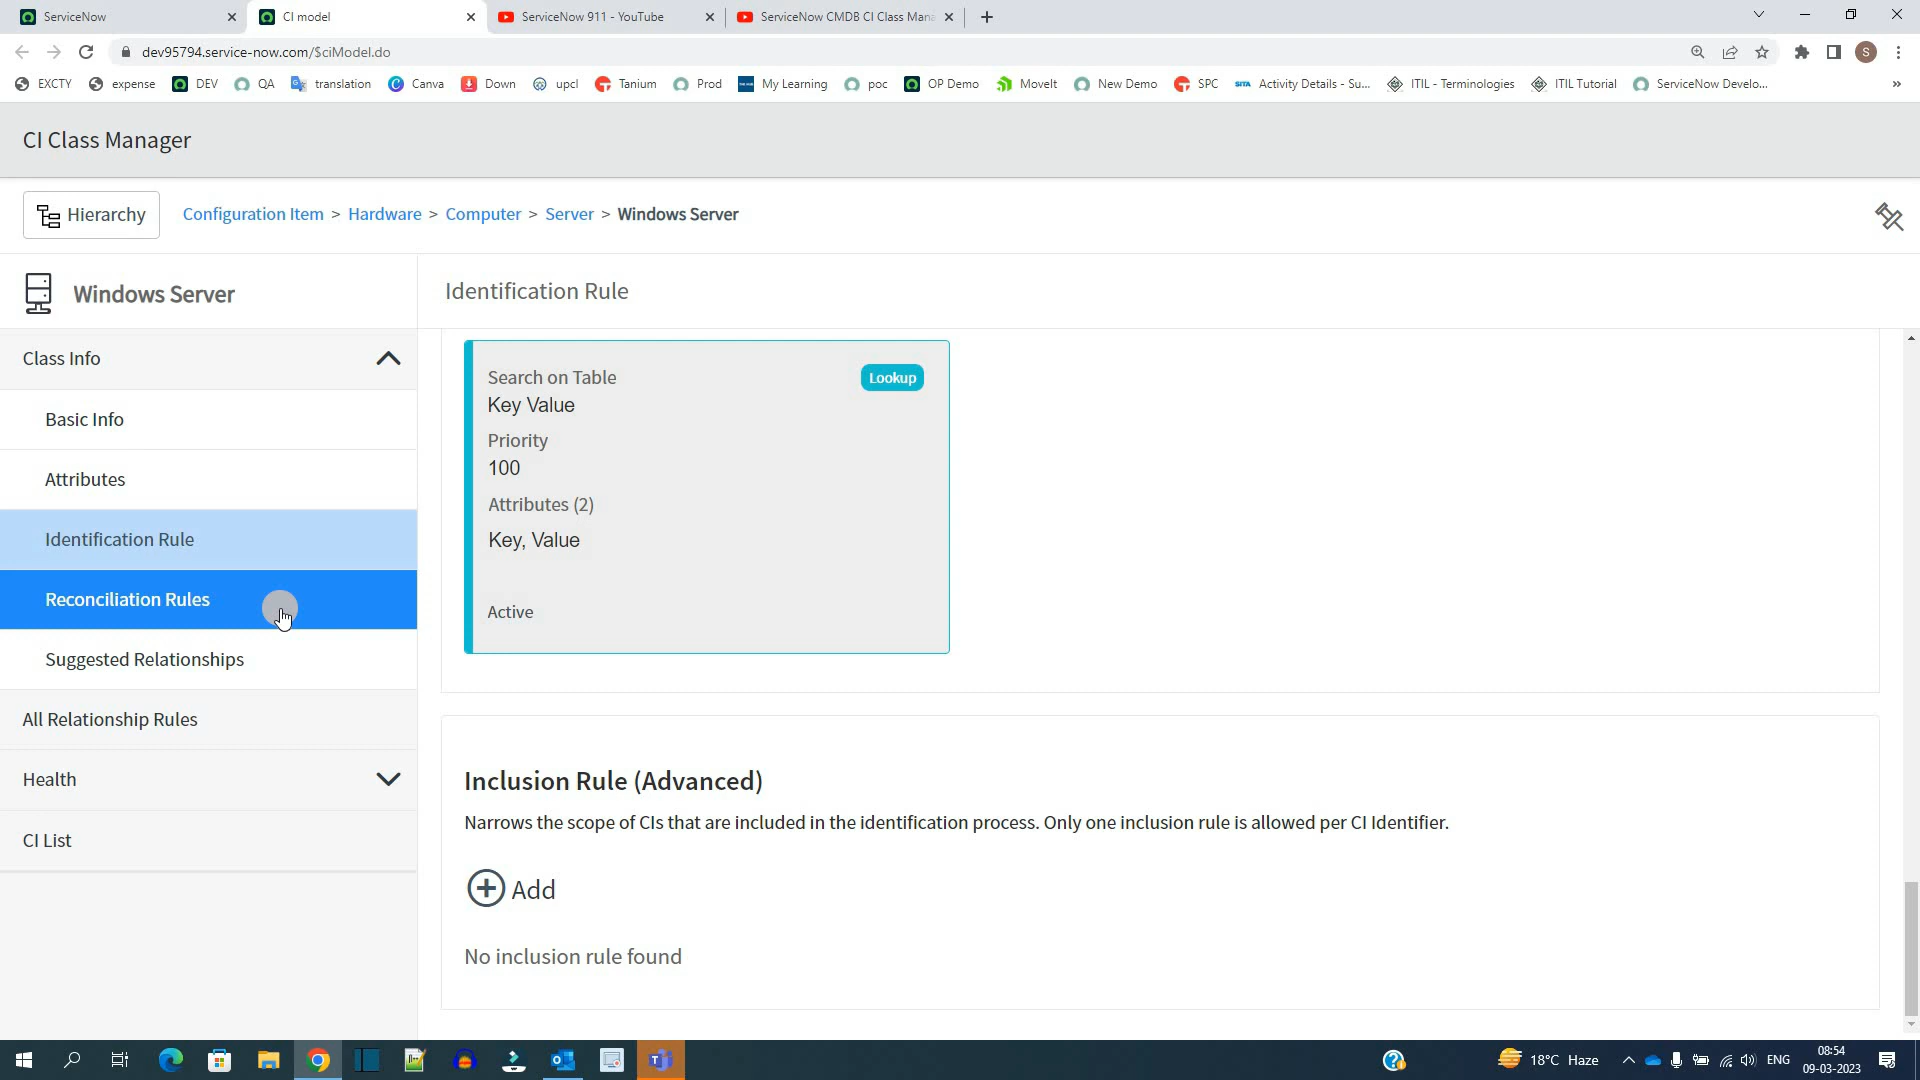 ServiceNow
CI model
ServiceNow 911 - YouTube
ServiceNow CMDB CI Class Mana
dev95794.service-now.com/$ciModel.do
S
EXCTY
expense
DEV
QA
translation
Canva
Down
upcl
Tanium
Prod
My Learning
poc
OP Demo
MoveIt
New Demo
SPC
SITA
Activity Details - Su...
ITIL - Terminologies
ITIL Tutorial
ServiceNow Develo...
»
CI Class Manager
Hierarchy
Configuration Item > Hardware > Computer > Server > Windows Server
Windows Server
Class Info
Basic Info
Attributes
Identification Rule
Reconciliation Rules
Suggested Relationships
All Relationship Rules
Health
CI List
Identification Rule
Search on Table
Lookup
Key Value
Priority
100
Attributes (2)
Key, Value
Active
Inclusion Rule (Advanced)
Narrows the scope of CIs that are included in the identification process. Only one inclusion rule is allowed per CI Identifier.
Add
No inclusion rule found
18°C Haze
ENG
08:54
09-03-2023